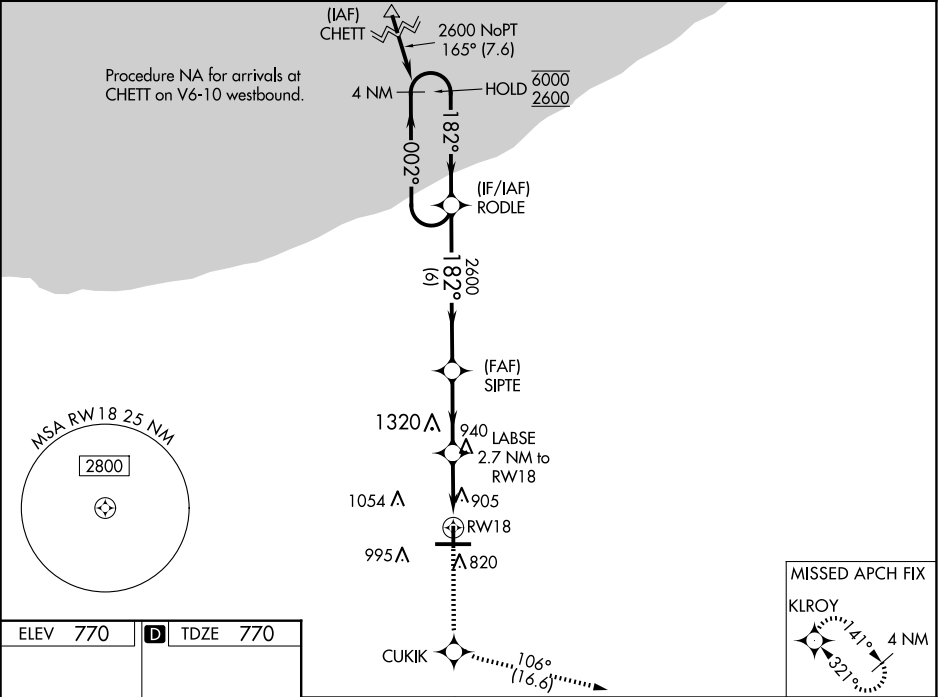 (IAF)
CHETT
2600 NoPT
165° (7.6)
Procedure NA for arrivals at
CHETT on V6-10 westbound.
4 NM
HOLD
6000
2600
182°
002°
(IF/IAF)
RODLE
2600
182°
(6)
(FAF)
SIPTE
1320
940
LABSE
2.7 NM to
RW18
MSA RW18 25 NM
2800
1054
905
RW18
995
820
MISSED APCH FIX
KLROY
141°
4 NM
321°
ELEV 770
D TDZE 770
CUKIK
106°
(16.6)